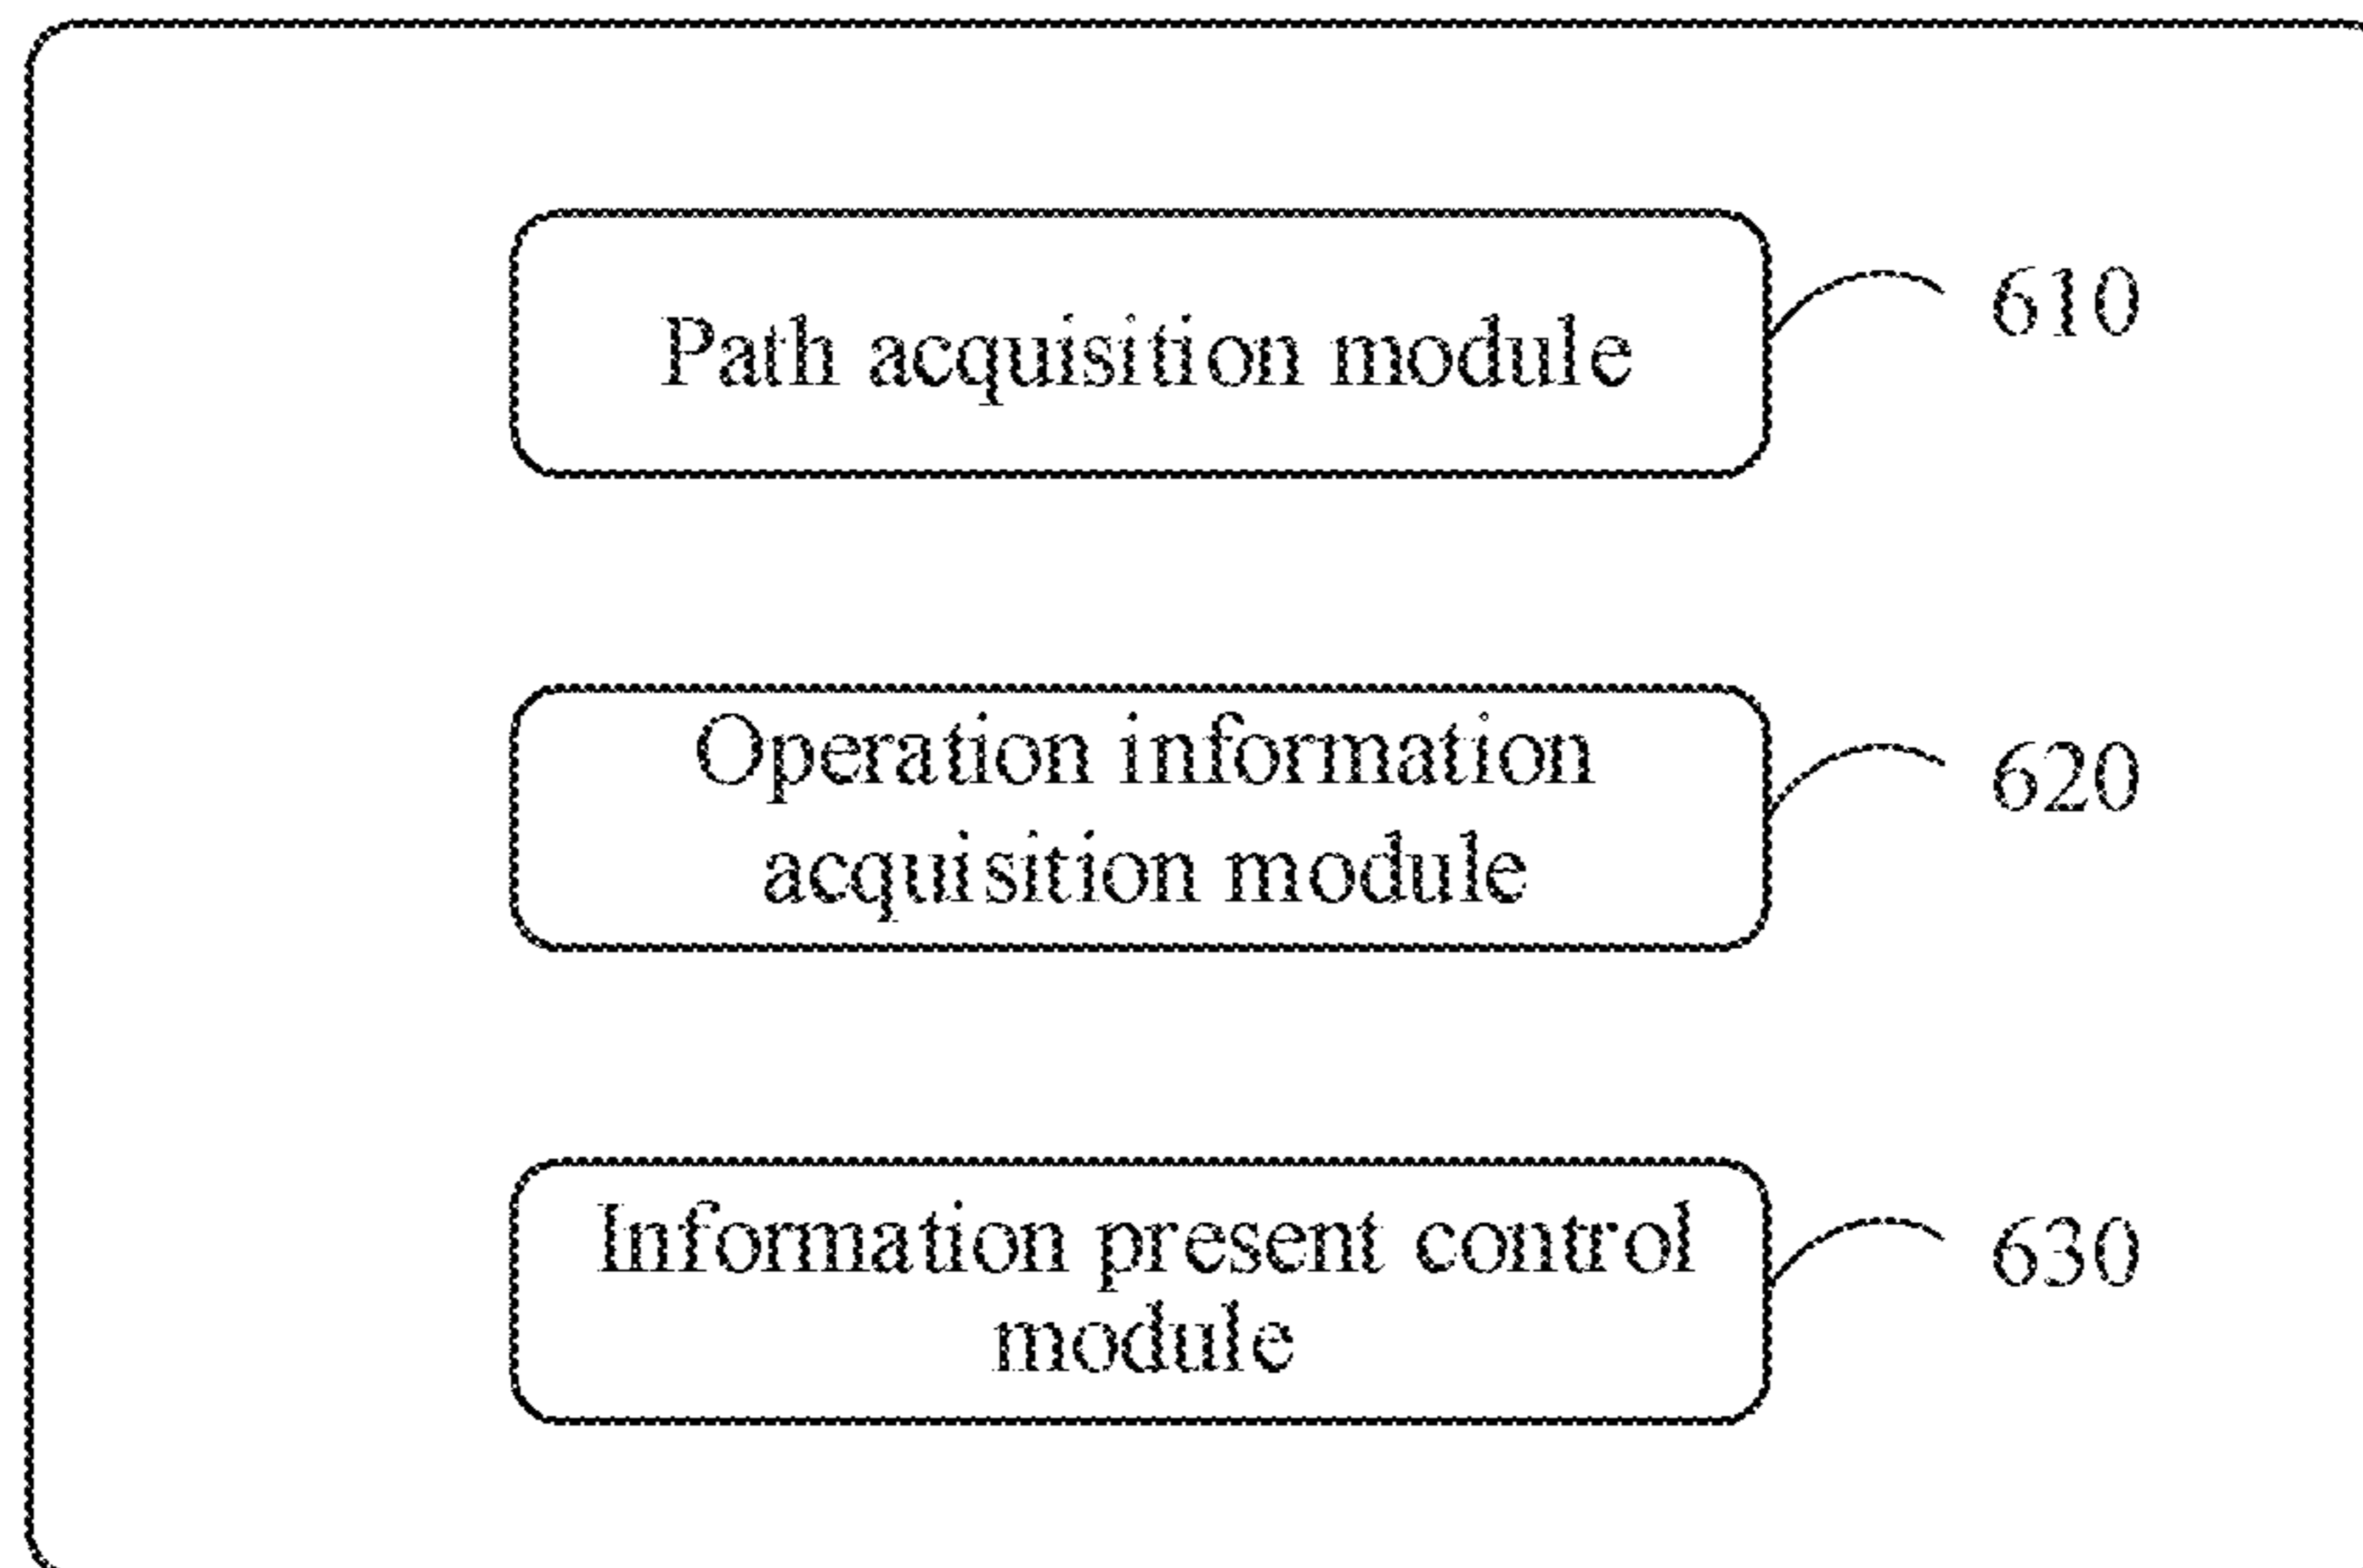 Path acquisition module
610
Operation information
acquisition module
620
Information present control
module
630